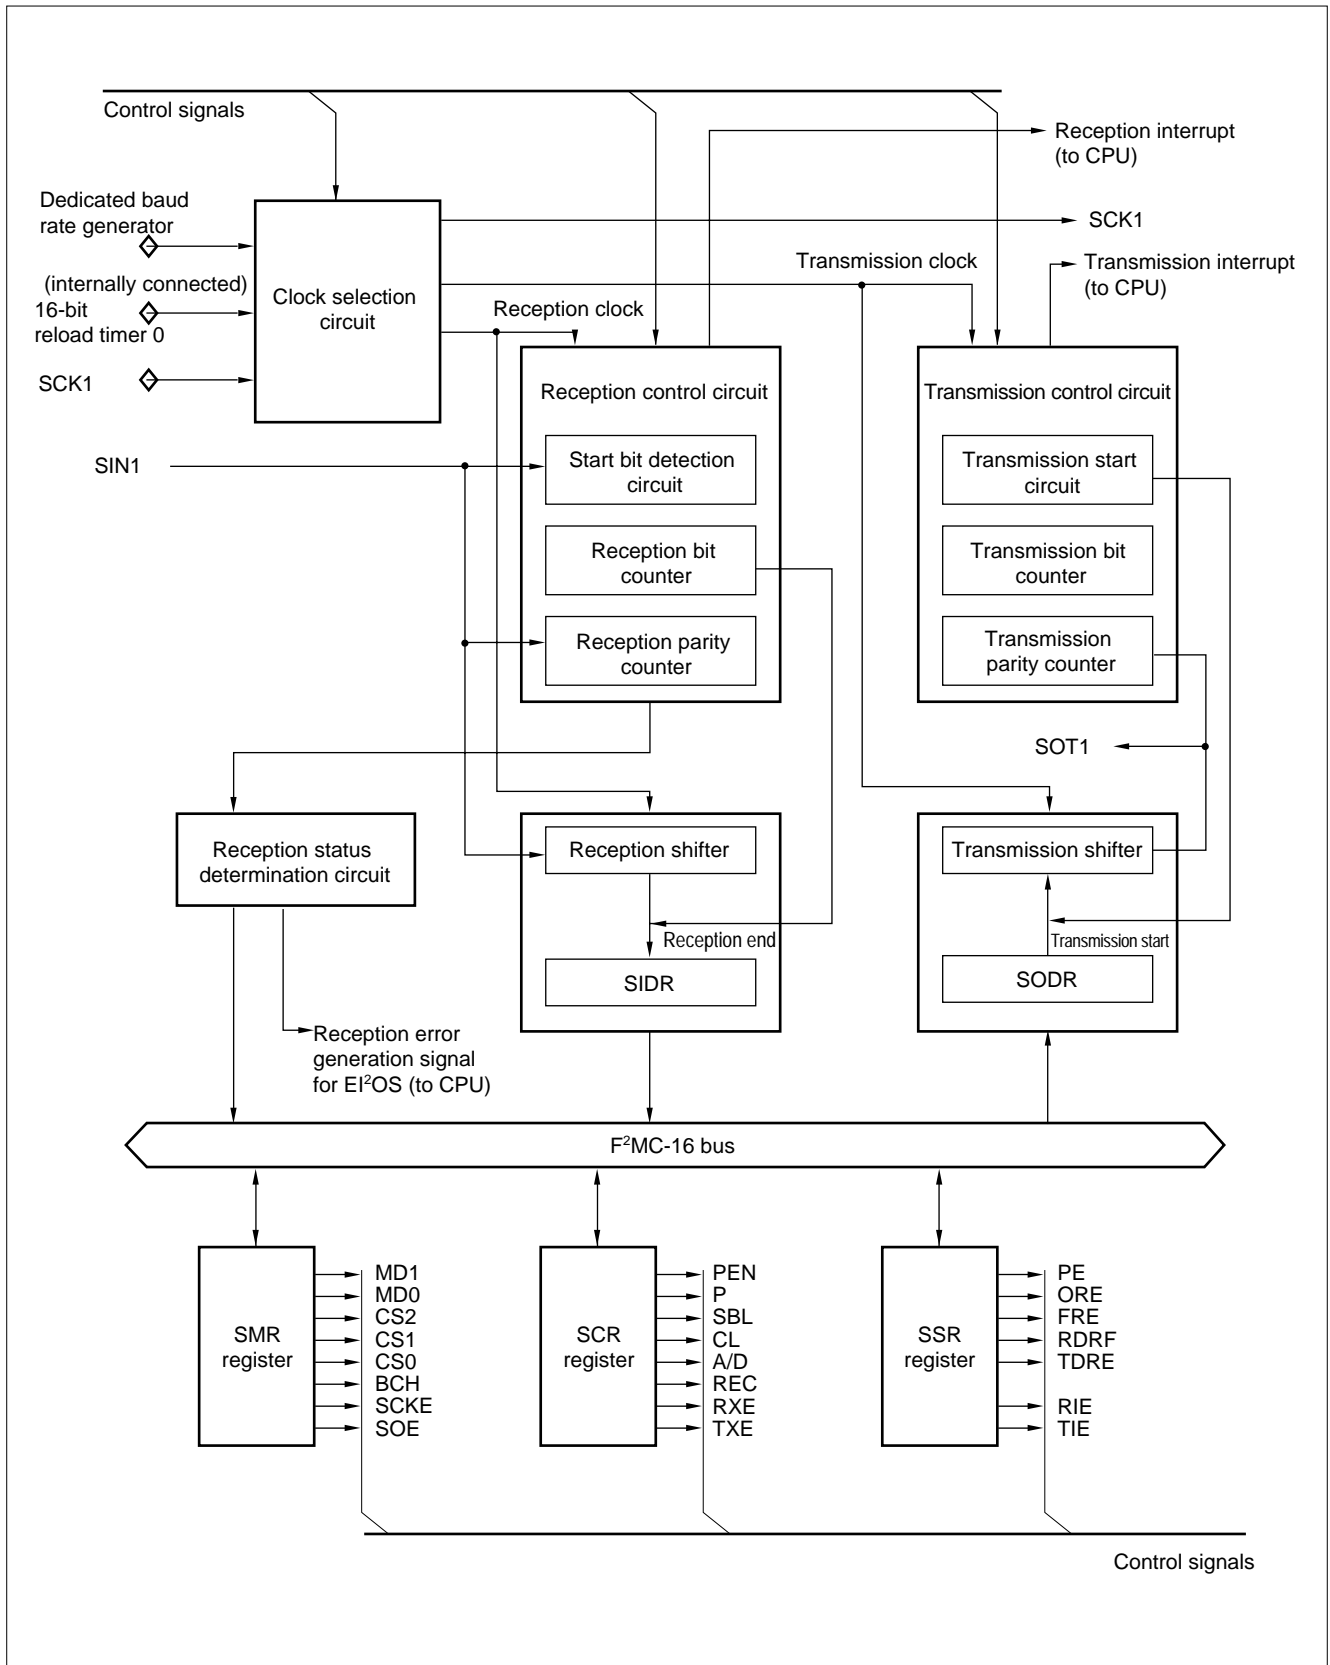 Control signals
Reception interrupt
(to CPU)
Dedicated baud
rate generator
SCK1
Transmission clock
Transmission interrupt
(to CPU)
(internally connected)
16-bit
reload timer 0
Clock selection
circuit
Reception clock
SCK1
Reception control circuit
Transmission control circuit
SIN1
Start bit detection
circuit
Transmission start
circuit
Reception bit
counter
Transmission bit
counter
Reception parity
counter
Transmission
parity counter
SOT1
Reception status
determination circuit
Reception shifter
Transmission shifter
Reception end
Transmission start
SIDR
SODR
Reception error
generation signal
for EI²OS (to CPU)
F²MC-16 bus
SMR
register
MD1
MD0
CS2
CS1
CS0
BCH
SCKE
SOE
SCR
register
PEN
P
SBL
CL
A/D
REC
RXE
TXE
SSR
register
PE
ORE
FRE
RDRF
TDRE
RIE
TIE
Control signals